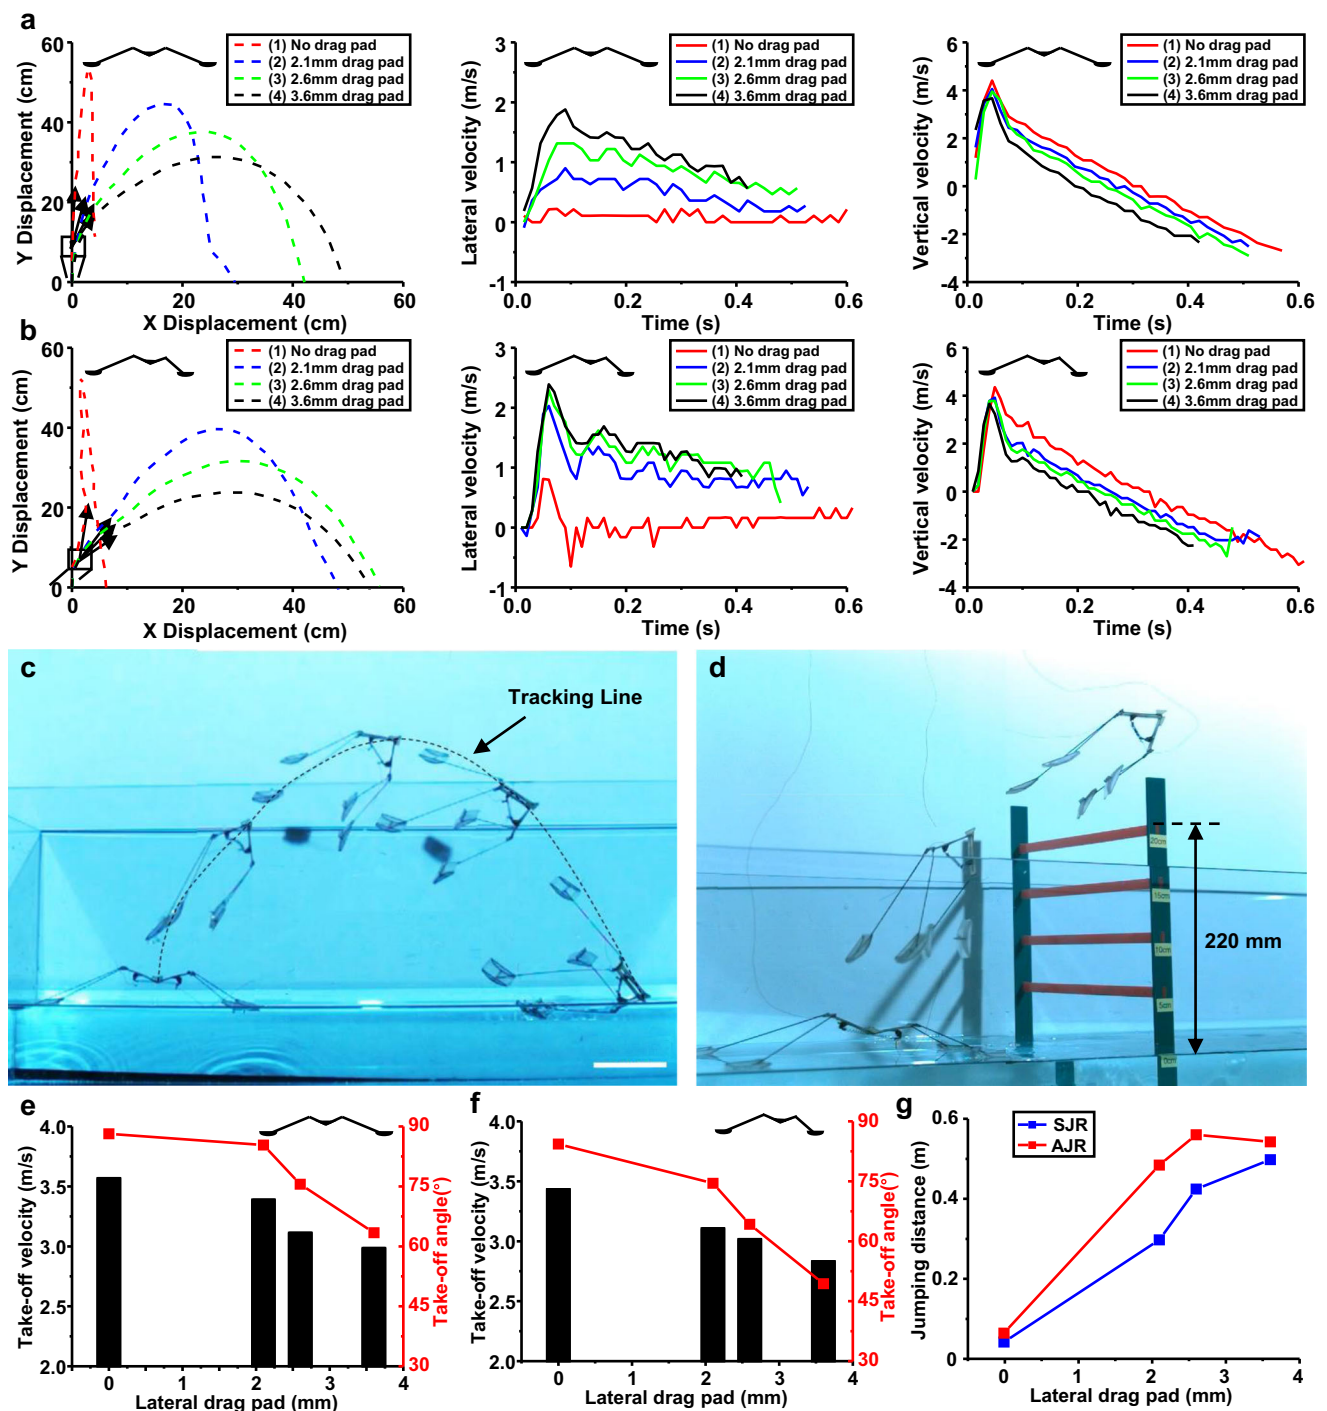 a
60
40
20
0
Y Displacement (cm)
0
20
40
60
X Displacement (cm)
(1) No drag pad
(2) 2.1mm drag pad
(3) 2.6mm drag pad
(4) 3.6mm drag pad
3
2
1
0
-1
Lateral velocity (m/s)
0.0
0.2
0.4
0.6
Time (s)
(1) No drag pad
(2) 2.1mm drag pad
(3) 2.6mm drag pad
(4) 3.6mm drag pad
6
4
2
0
-2
-4
Vertical velocity (m/s)
0.0
0.2
0.4
0.6
Time (s)
(1) No drag pad
(2) 2.1mm drag pad
(3) 2.6mm drag pad
(4) 3.6mm drag pad
b
60
40
20
0
Y Displacement (cm)
0
20
40
60
X Displacement (cm)
(1) No drag pad
(2) 2.1mm drag pad
(3) 2.6mm drag pad
(4) 3.6mm drag pad
3
2
1
0
-1
Lateral velocity (m/s)
0.0
0.2
0.4
0.6
Time (s)
(1) No drag pad
(2) 2.1mm drag pad
(3) 2.6mm drag pad
(4) 3.6mm drag pad
6
4
2
0
-2
-4
Vertical velocity (m/s)
0.0
0.2
0.4
0.6
Time (s)
(1) No drag pad
(2) 2.1mm drag pad
(3) 2.6mm drag pad
(4) 3.6mm drag pad
c
Tracking Line
d
20cm
15cm
10cm
5cm
0cm
220 mm
e
4.0
3.5
3.0
2.5
2.0
Take-off velocity (m/s)
90
75
60
45
30
Take-off angle(°)
0
1
2
3
4
Lateral drag pad (mm)
f
4.0
3.5
3.0
2.5
2.0
Take-off velocity (m/s)
90
75
60
45
30
Take-off angle(°)
0
1
2
3
4
Lateral drag pad (mm)
g
0.6
0.4
0.2
0
Jumping distance (m)
SJR
AJR
0
1
2
3
4
Lateral drag pad (mm)